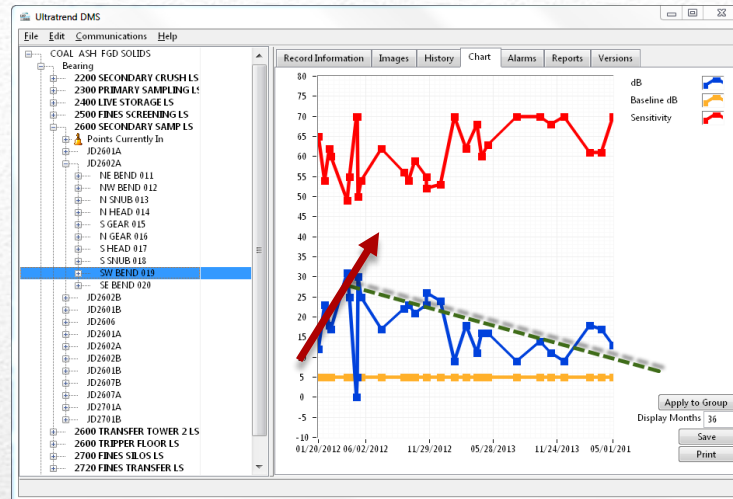 Ultratrend DMS
File Edit Communications Help
COAL ASH FGD SOLIDS
Bearing
2200 SECONDARY CRUSH LS
2300 PRIMARY SAMPLING L
2400 LIVE STORAGE LS
2500 FINES SCREENING LS
2600 SECONDARY SAMP LS
Points Currently In
JD2601A
JD2602A
NE BEND 011
NW BEND 012
N SNUB 013
N HEAD 014
S GEAR 015
N GEAR 016
S HEAD 017
S SNUB 018
SW BEND 019
SE BEND 020
JD2602B
JD2601B
JD2606
JD2601A
JD2602A
JD2602B
JD2601B
JD2607B
JD2607A
JD2701A
JD2701B
2600 TRANSFER TOWER 2 LS
2600 TRIPPER FLOOR LS
2700 FINES SILOS LS
2720 FINES TRANSFER LS
Record Information Images History Chart Alarms Reports Versions
80
75
70
65
60
55
50
45
40
35
30
25
20
15
10
5
0
-5
-10
01/20/2012 06/02/2012 11/29/2012 05/28/2013 11/24/2013 05/01/201
dB
Baseline dB
Sensitivity
Apply to Group
Display Months 36
Save
Print